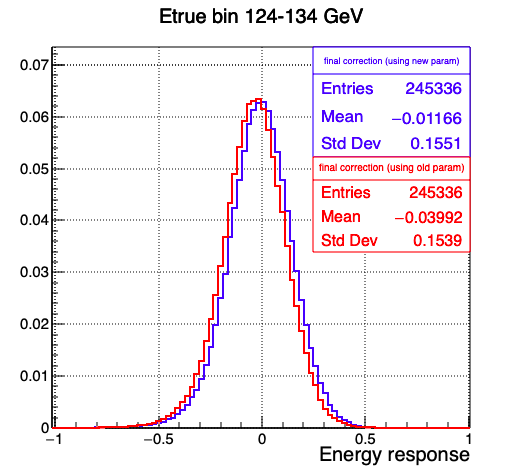 Etrue bin 124-134 GeV
final correction (using new param)
Entries 245336
Mean −0.01166
Std Dev 0.1551
final correction (using old param)
Entries 245336
Mean −0.03992
Std Dev 0.1539
0.07
0.06
0.05
0.04
0.03
0.02
0.01
0
−1 −0.5 0 0.5 1
Energy response